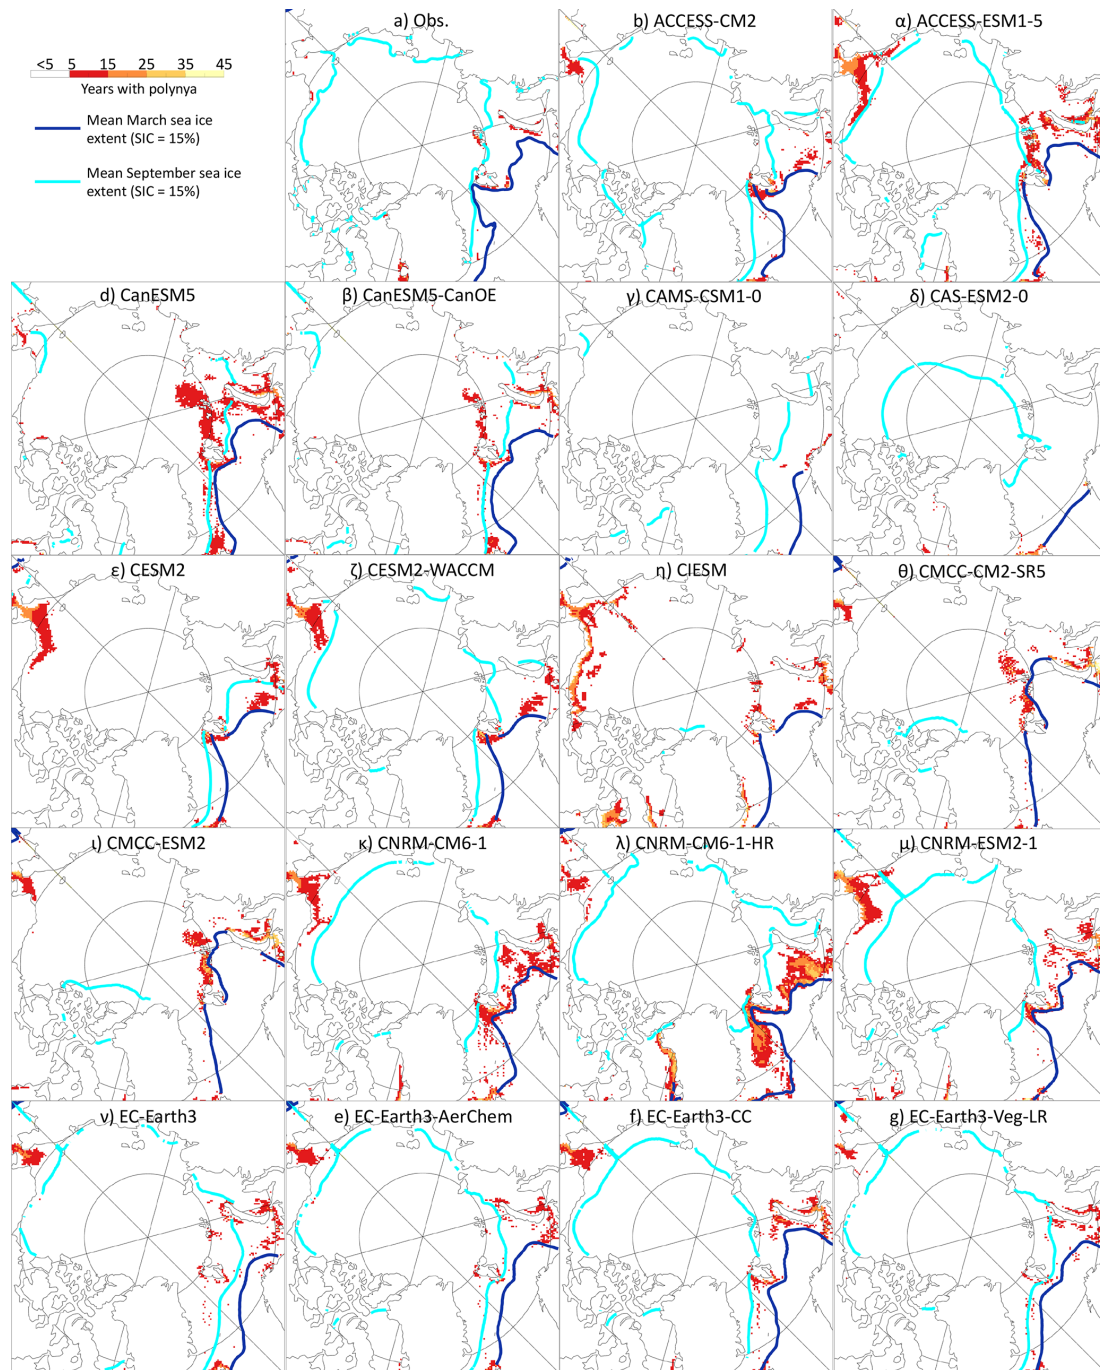 a) Obs.
b) ACCESS-CM2
α) ACCESS-ESM1-5
<5 5 15 25 35 45
Years with polynya
Mean March sea ice
extent (SIC = 15%)
Mean September sea ice
extent (SIC = 15%)
d) CanESM5
β) CanESM5-CanOE
γ) CAMS-CSM1-0
δ) CAS-ESM2-0
ε) CESM2
ζ) CESM2-WACCM
η) CIESM
θ) CMCC-CM2-SR5
ι) CMCC-ESM2
κ) CNRM-CM6-1
λ) CNRM-CM6-1-HR
μ) CNRM-ESM2-1
ν) EC-Earth3
e) EC-Earth3-AerChem
f) EC-Earth3-CC
g) EC-Earth3-Veg-LR